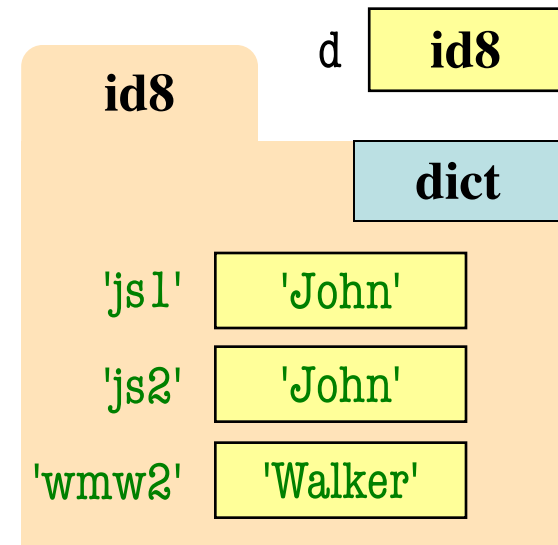 d id8
id8
dict
'js1' 'John'
'js2' 'John'
'wmw2' 'Walker'